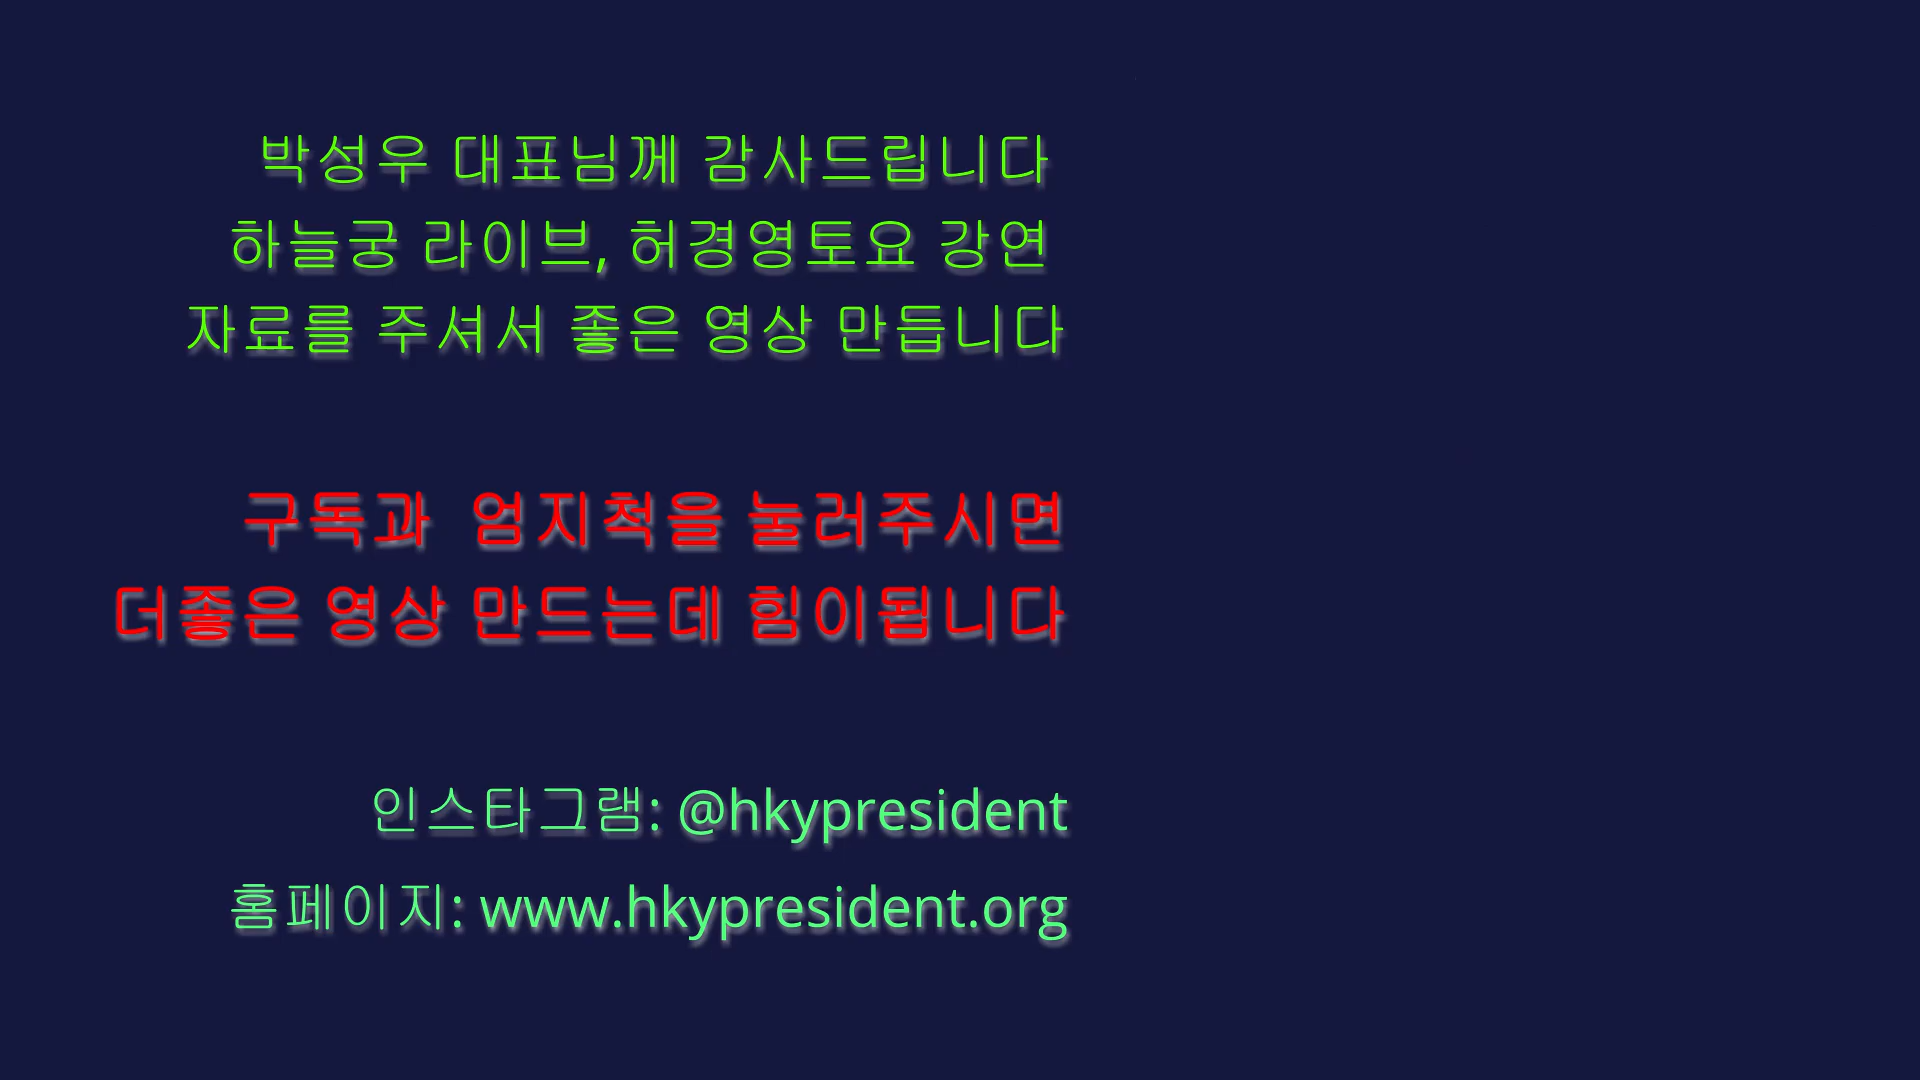 박성우 대표님께 감사드립니다
하늘궁 라이브, 허경영토요 강연
자료를 주셔서 좋은 영상 만듭니다
구독과  엄지척을 눌러주시면
더좋은 영상 만드는데 힘이됩니다
인스타그램: @hkypresident
홈페이지: www.hkypresident.org